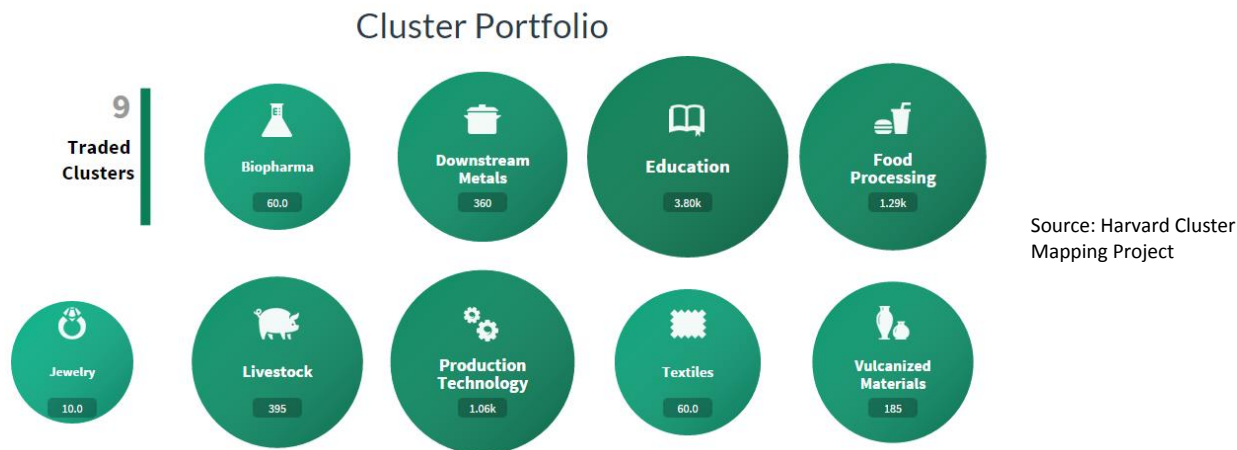 Cluster Portfolio
9
Traded
Clusters
Biopharma
60.0
Downstream
Metals
360
Education
3.80k
Food
Processing
1.29k
Source: Harvard Cluster
Mapping Project
Jewelry
10.0
Livestock
395
Production
Technology
1.06k
Textiles
60.0
Vulcanized
Materials
185